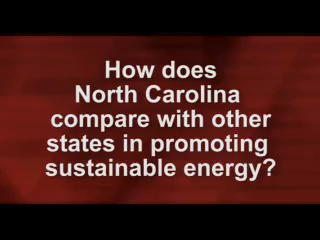 How does
North Carolina
compare with other
states in promoting
sustainable energy?